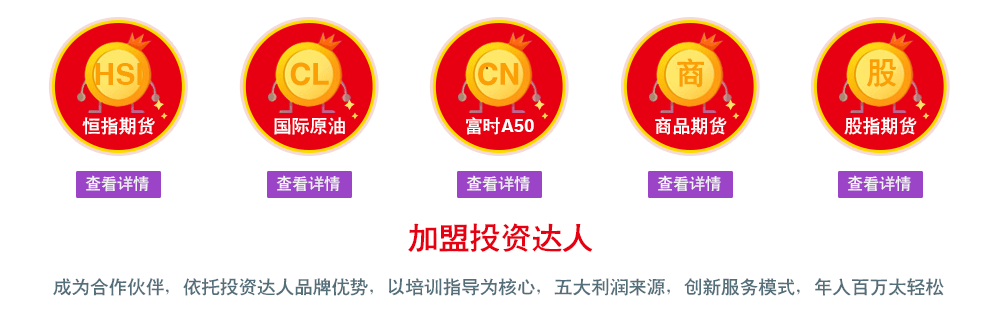 HSI CL CN 商 股
恒指期货 国际原油 富时A50 商品期货 股指期货
查看详情 查看详情 查看详情 查看详情 查看详情
加盟投资达人
成为合作伙伴，依托投资达人品牌优势，以培训指导为核心，五大利润来源，创新服务模式，年入百万太轻松